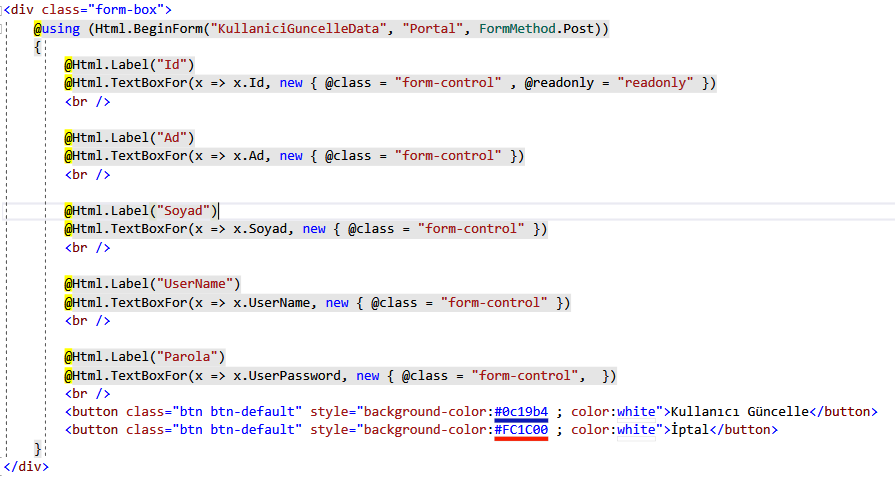 <div class="form-box">
@using (Html.BeginForm("KullaniciGuncelleData", "Portal", FormMethod.Post))
{
@Html.Label("Id")
@Html.TextBoxFor(x => x.Id, new { @class = "form-control" , @readonly = "readonly" })
<br />
@Html.Label("Ad")
@Html.TextBoxFor(x => x.Ad, new { @class = "form-control" })
<br />
@Html.Label("Soyad")
@Html.TextBoxFor(x => x.Soyad, new { @class = "form-control" })
<br />
@Html.Label("UserName")
@Html.TextBoxFor(x => x.UserName, new { @class = "form-control" })
<br />
@Html.Label("Parola")
@Html.TextBoxFor(x => x.UserPassword, new { @class = "form-control",  })
<br />
<button class="btn btn-default" style="background-color:#0c19b4 ; color:white">Kullanıcı Güncelle</button>
<button class="btn btn-default" style="background-color:#FC1C00 ; color:white">İptal</button>
}
</div>